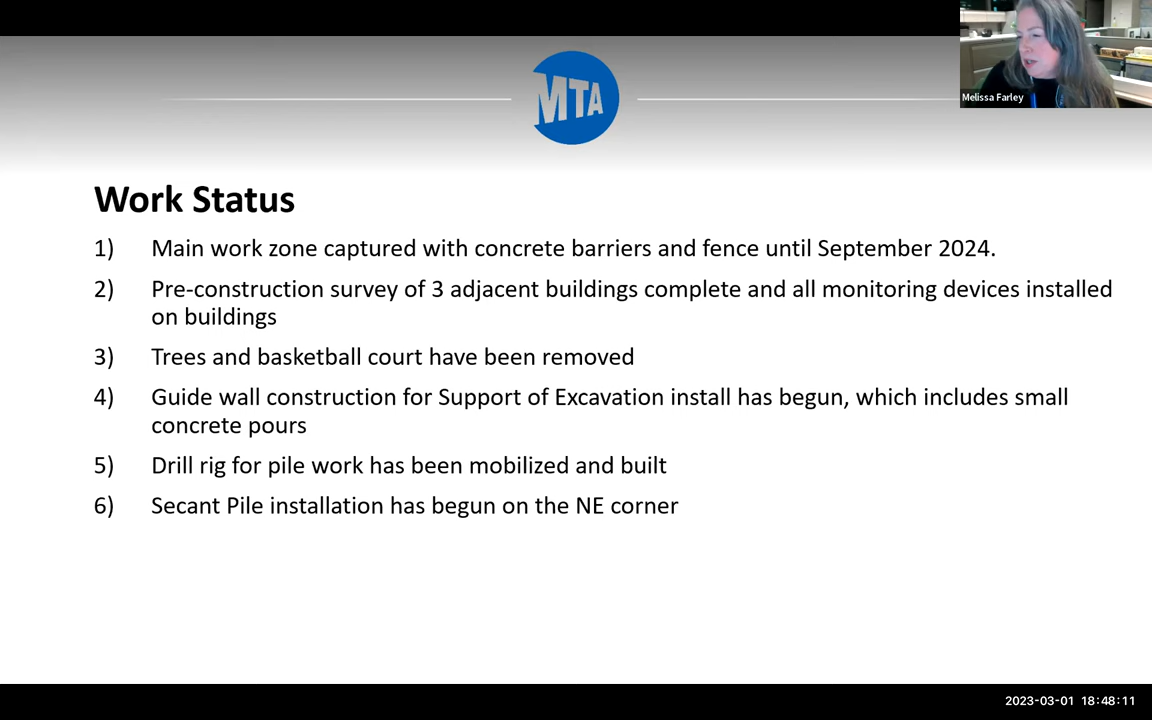 MTA
Melissa Farley
Work Status
1) Main work zone captured with concrete barriers and fence until September 2024.
2) Pre-construction survey of 3 adjacent buildings complete and all monitoring devices installed
on buildings
3) Trees and basketball court have been removed
4) Guide wall construction for Support of Excavation install has begun, which includes small
concrete pours
5) Drill rig for pile work has been mobilized and built
6) Secant Pile installation has begun on the NE corner
2023-03-01 18:48:11